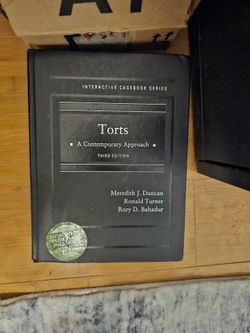 INTERACTIVE CASEBOOK SERIES
Torts
A Contemporary Approach
THIRD EDITION
Meredith J. Duncan
Ronald Turner
Rory D. Bahadur